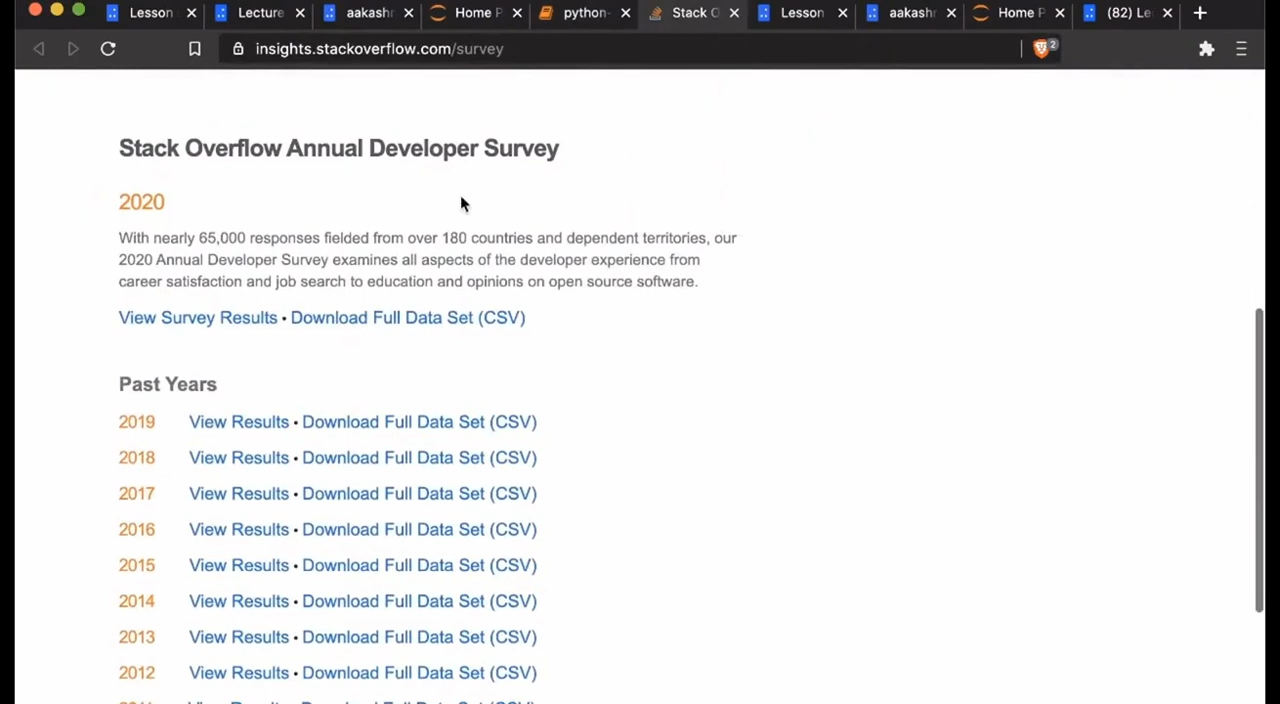 Lesson
Lecture
aakashr
Home P
python-
Stack O
Lesson
aakashr
Home P
(82) Le
insights.stackoverflow.com/survey
2
Stack Overflow Annual Developer Survey
2020
With nearly 65,000 responses fielded from over 180 countries and dependent territories, our
2020 Annual Developer Survey examines all aspects of the developer experience from
career satisfaction and job search to education and opinions on open source software.
View Survey Results • Download Full Data Set (CSV)
Past Years
2019 View Results • Download Full Data Set (CSV)
2018 View Results • Download Full Data Set (CSV)
2017 View Results • Download Full Data Set (CSV)
2016 View Results • Download Full Data Set (CSV)
2015 View Results • Download Full Data Set (CSV)
2014 View Results • Download Full Data Set (CSV)
2013 View Results • Download Full Data Set (CSV)
2012 View Results • Download Full Data Set (CSV)